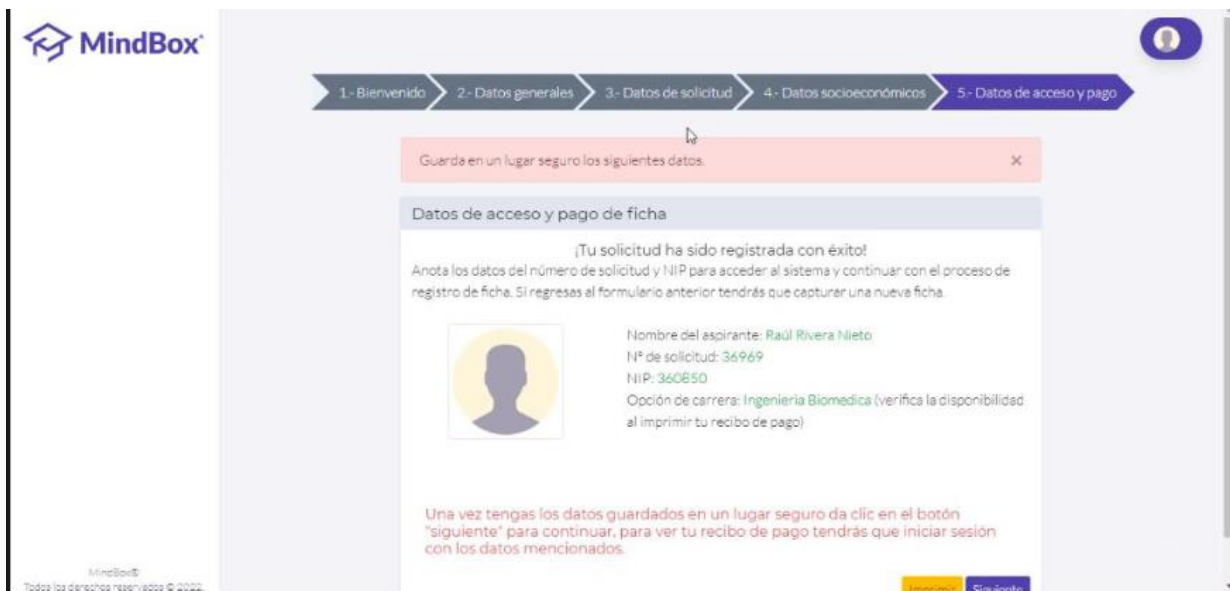 MindBox
1.- Bienvenido
2.- Datos generales
3.- Datos de solicitud
4.- Datos socioeconómicos
5.- Datos de acceso y pago
Guarda en un lugar seguro los siguientes datos.
×
Datos de acceso y pago de ficha
¡Tu solicitud ha sido registrada con éxito!
Anota los datos del número de solicitud y NIP para acceder al sistema y continuar con el proceso de
registro de ficha. Si regresas al formulario anterior tendrás que capturar una nueva ficha.
Nombre del aspirante: Raúl Rivera Nieto
Nº de solicitud: 36969
NIP:
Opción de carrera: Ingenieria Biomedica (verifica la disponibilidad
al imprimir tu recibo de pago)
Una vez tengas los datos guardados en un lugar seguro da clic en el botón
"siguiente" para continuar, para ver tu recibo de pago tendrás que iniciar sesión
con los datos mencionados.
Imprimir Siguiente
MindBox®
Todos los derechos reservados © 2022.